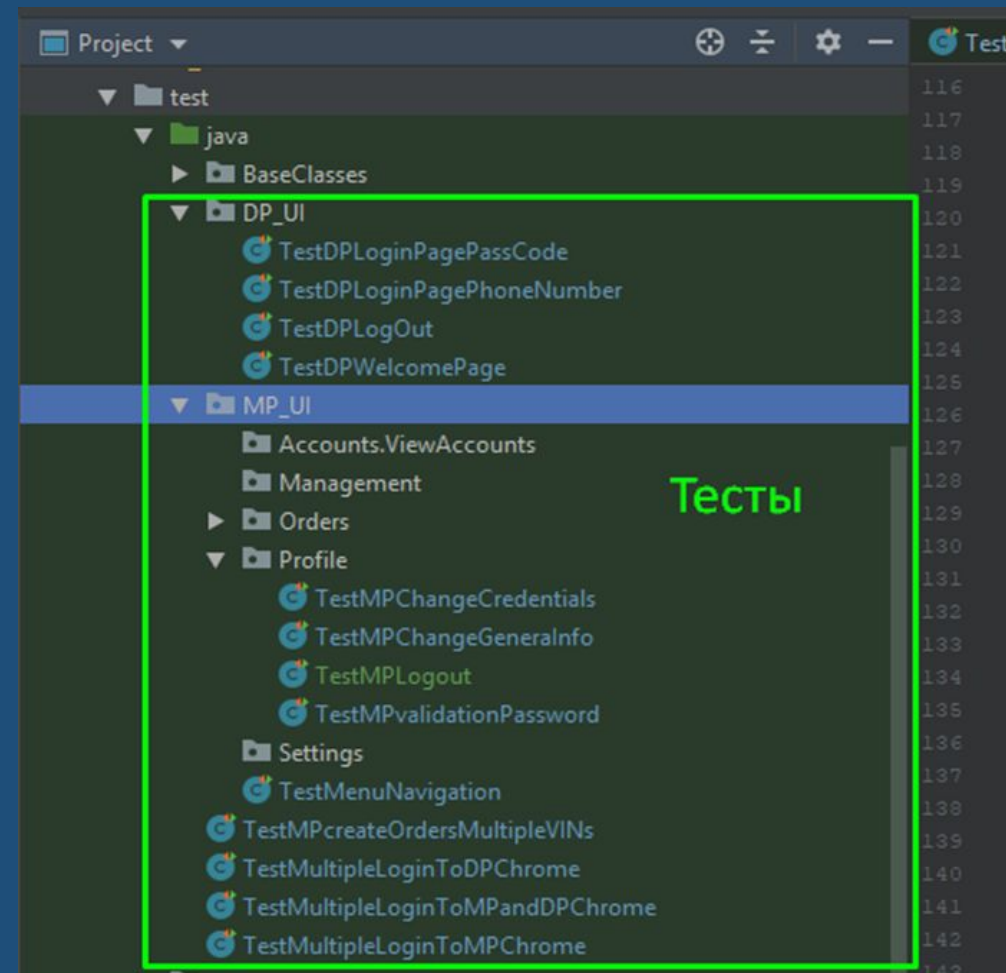 Project
Test
test
java
BaseClasses
DP_UI
TestDPLoginPagePassCode
TestDPLoginPagePhoneNumber
TestDPLogOut
TestDPWelcomePage
MP_UI
Accounts.ViewAccounts
Management
Orders
Profile
TestMPChangeCredentials
TestMPChangeGeneralInfo
TestMPLogout
TestMPvalidationPassword
Settings
TestMenuNavigation
TestMPcreateOrdersMultipleVINs
TestMultipleLoginToDPChrome
TestMultipleLoginToMPandDPChrome
TestMultipleLoginToMPChrome
Тесты
116
117
118
119
120
121
122
123
124
125
126
127
128
129
130
131
132
133
134
135
136
137
138
139
140
141
142